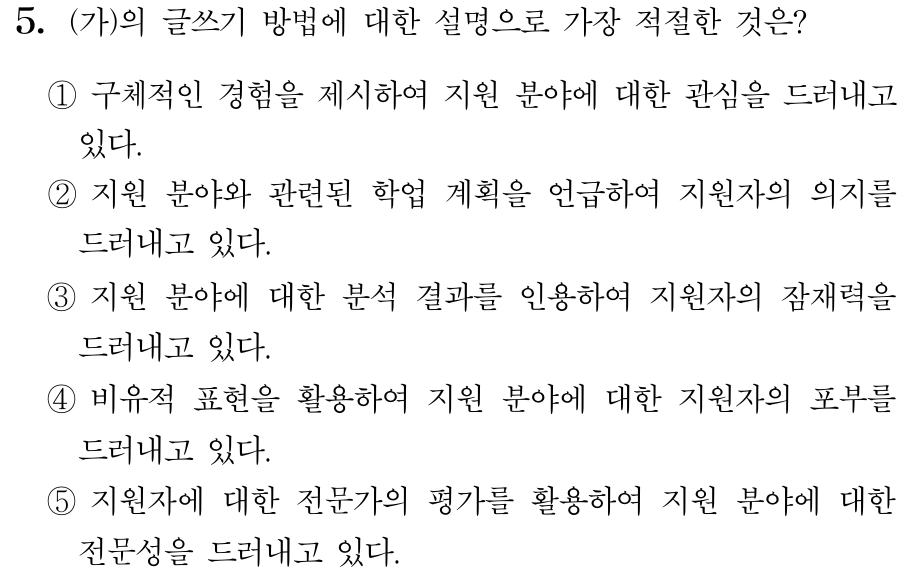 5. (가)의 글쓰기 방법에 대한 설명으로 가장 적절한 것은?
① 구체적인 경험을 제시하여 지원 분야에 대한 관심을 드러내고
있다.
② 지원 분야와 관련된 학업 계획을 언급하여 지원자의 의지를
드러내고 있다.
③ 지원 분야에 대한 분석 결과를 인용하여 지원자의 잠재력을
드러내고 있다.
④ 비유적 표현을 활용하여 지원 분야에 대한 지원자의 포부를
드러내고 있다.
⑤ 지원자에 대한 전문가의 평가를 활용하여 지원 분야에 대한
전문성을 드러내고 있다.